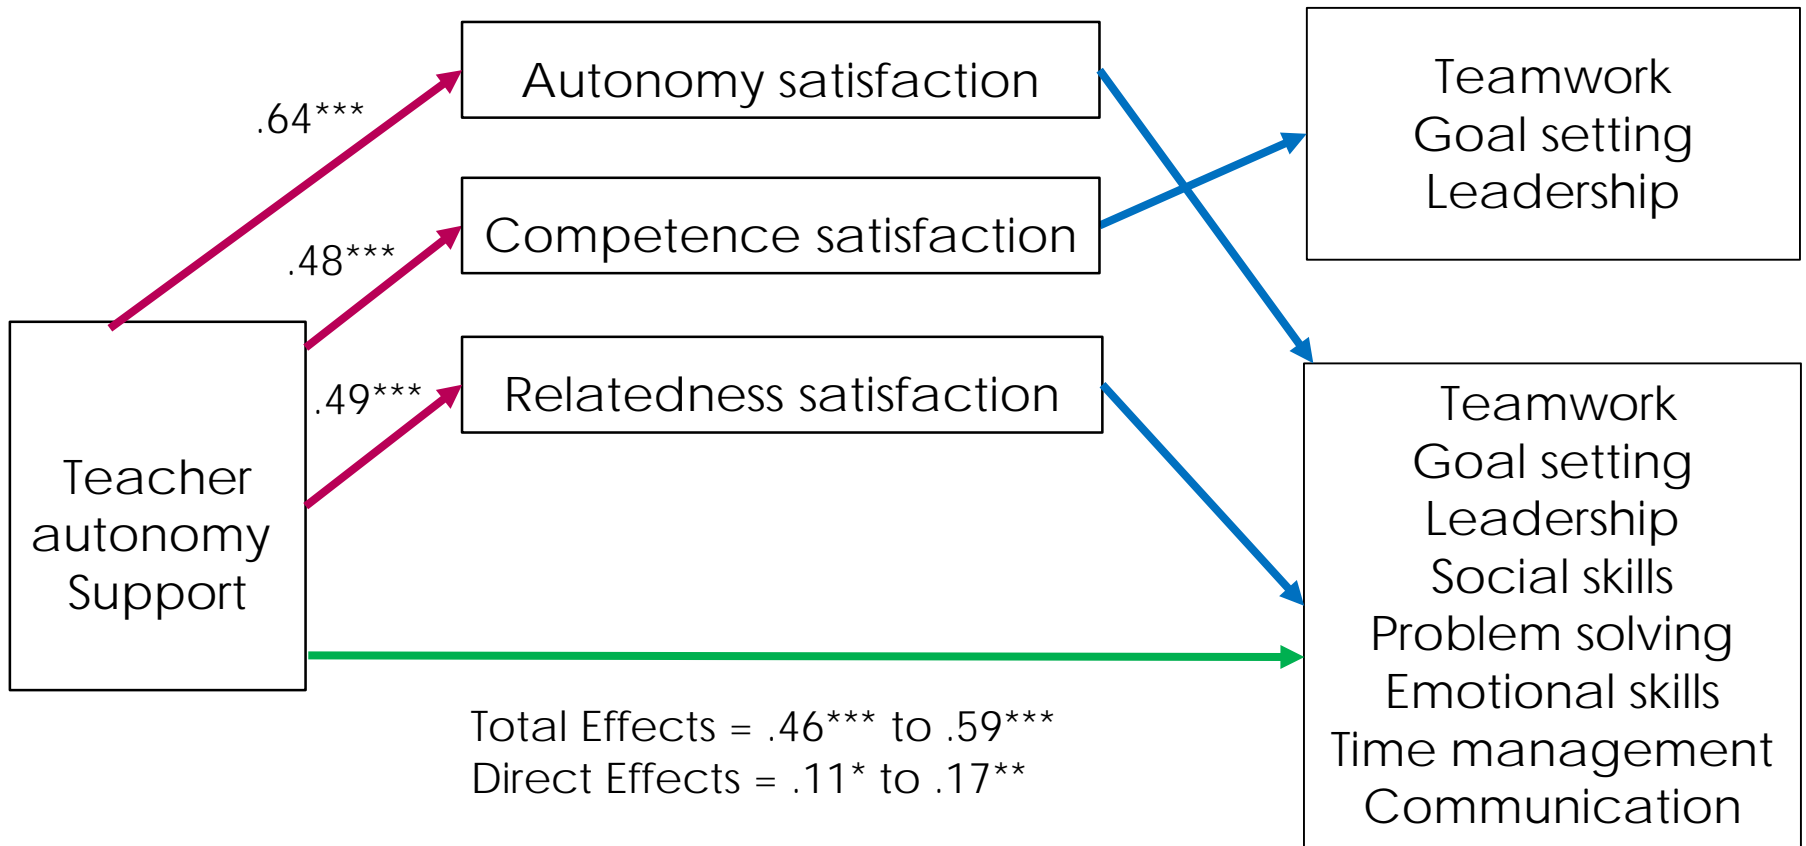 .64***
.48***
.49***
Teacher
autonomy
Support
Autonomy satisfaction
Competence satisfaction
Relatedness satisfaction
Total Effects = .46*** to .59***
Direct Effects = .11* to .17**
Teamwork
Goal setting
Leadership
Teamwork
Goal setting
Leadership
Social skills
Problem solving
Emotional skills
Time management
Communication